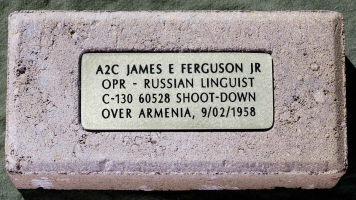 A2C JAMES E FERGUSON JR
OPR - RUSSIAN LINGUIST
C-130 60528 SHOOT-DOWN
OVER ARMENIA, 9/02/1958